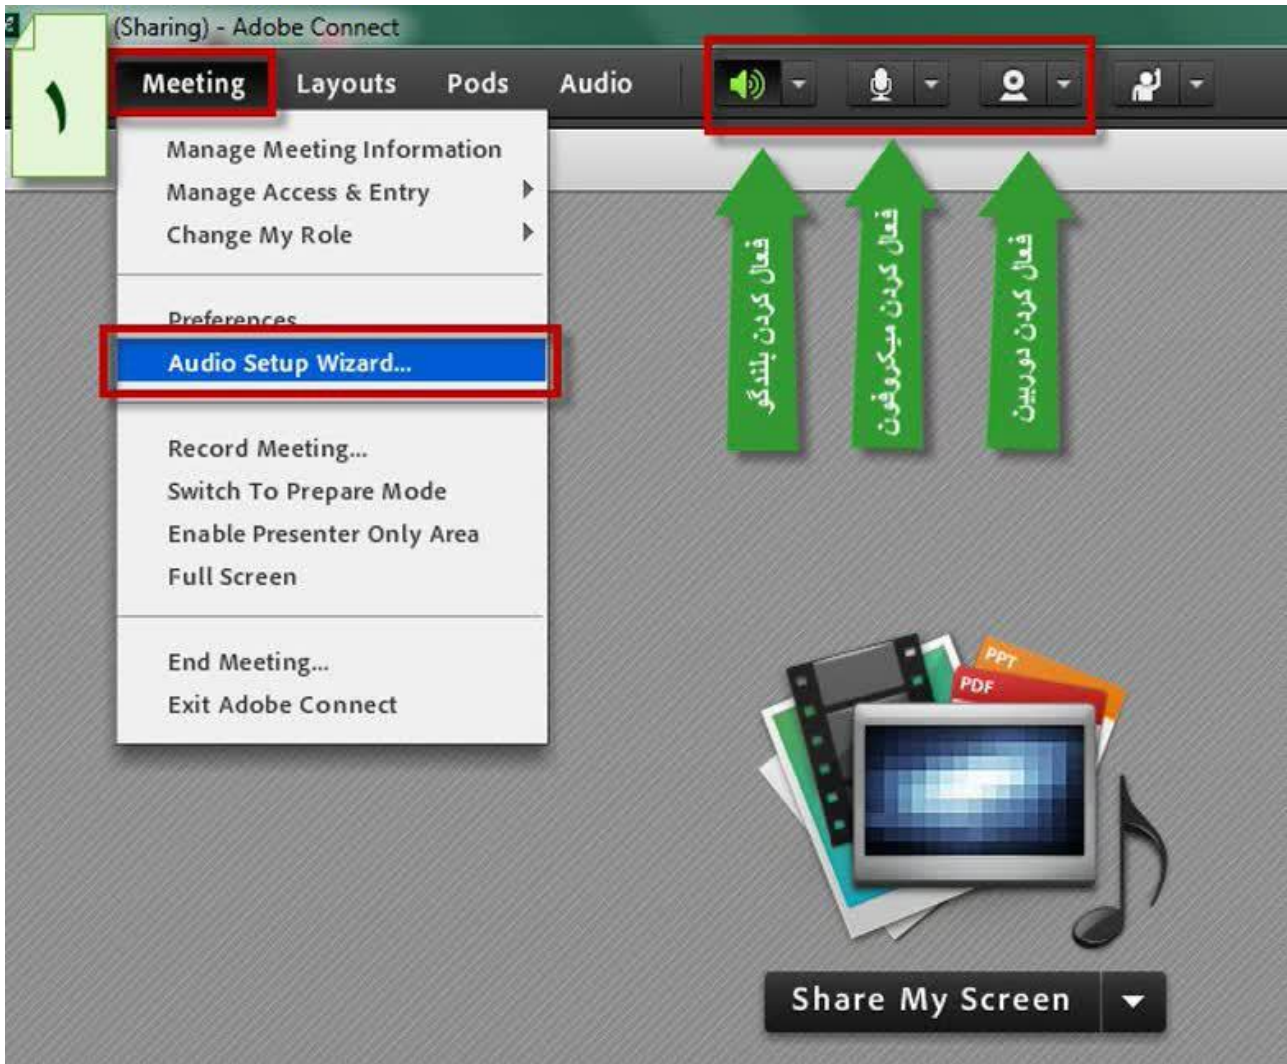 (Sharing) - Adobe Connect
۱
Meeting Layouts Pods Audio
Manage Meeting Information
Manage Access & Entry
Change My Role
Preferences
Audio Setup Wizard...
Record Meeting...
Switch To Prepare Mode
Enable Presenter Only Area
Full Screen
End Meeting...
Exit Adobe Connect
فعال کردن بلندگو
فعال کردن میکروفون
فعال کردن دوربین
PPT
PDF
Share My Screen